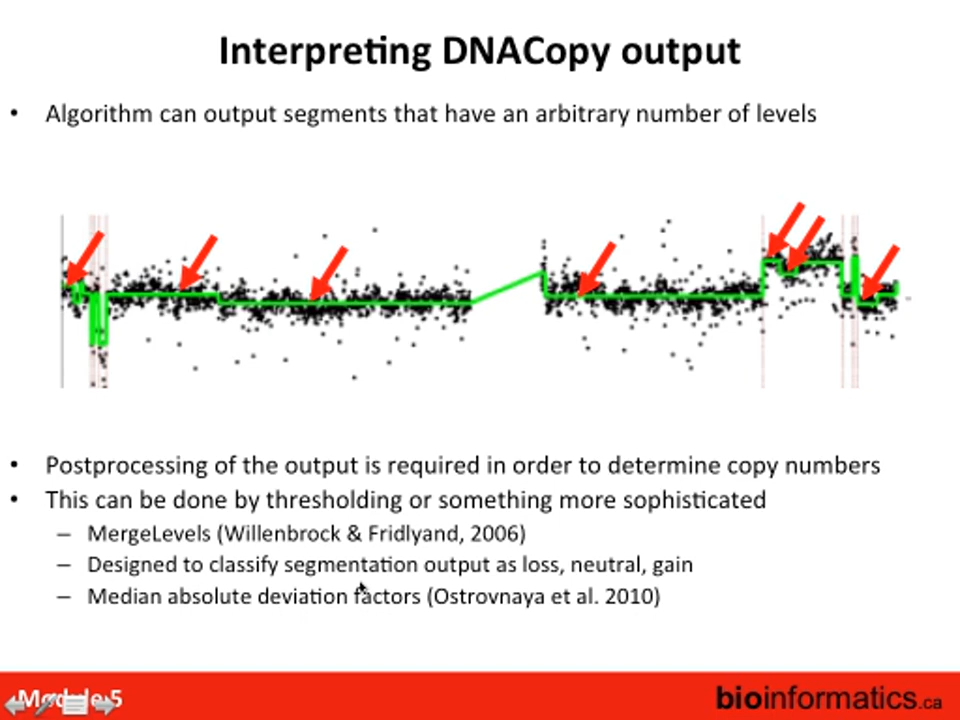 Interpreting DNACopy output
• Algorithm can output segments that have an arbitrary number of levels
• Postprocessing of the output is required in order to determine copy numbers
• This can be done by thresholding or something more sophisticated
– MergeLevels (Willenbrock & Fridlyand, 2006)
– Designed to classify segmentation output as loss, neutral, gain
– Median absolute deviation factors (Ostrovnaya et al. 2010)
Module 5
bioinformatics.ca